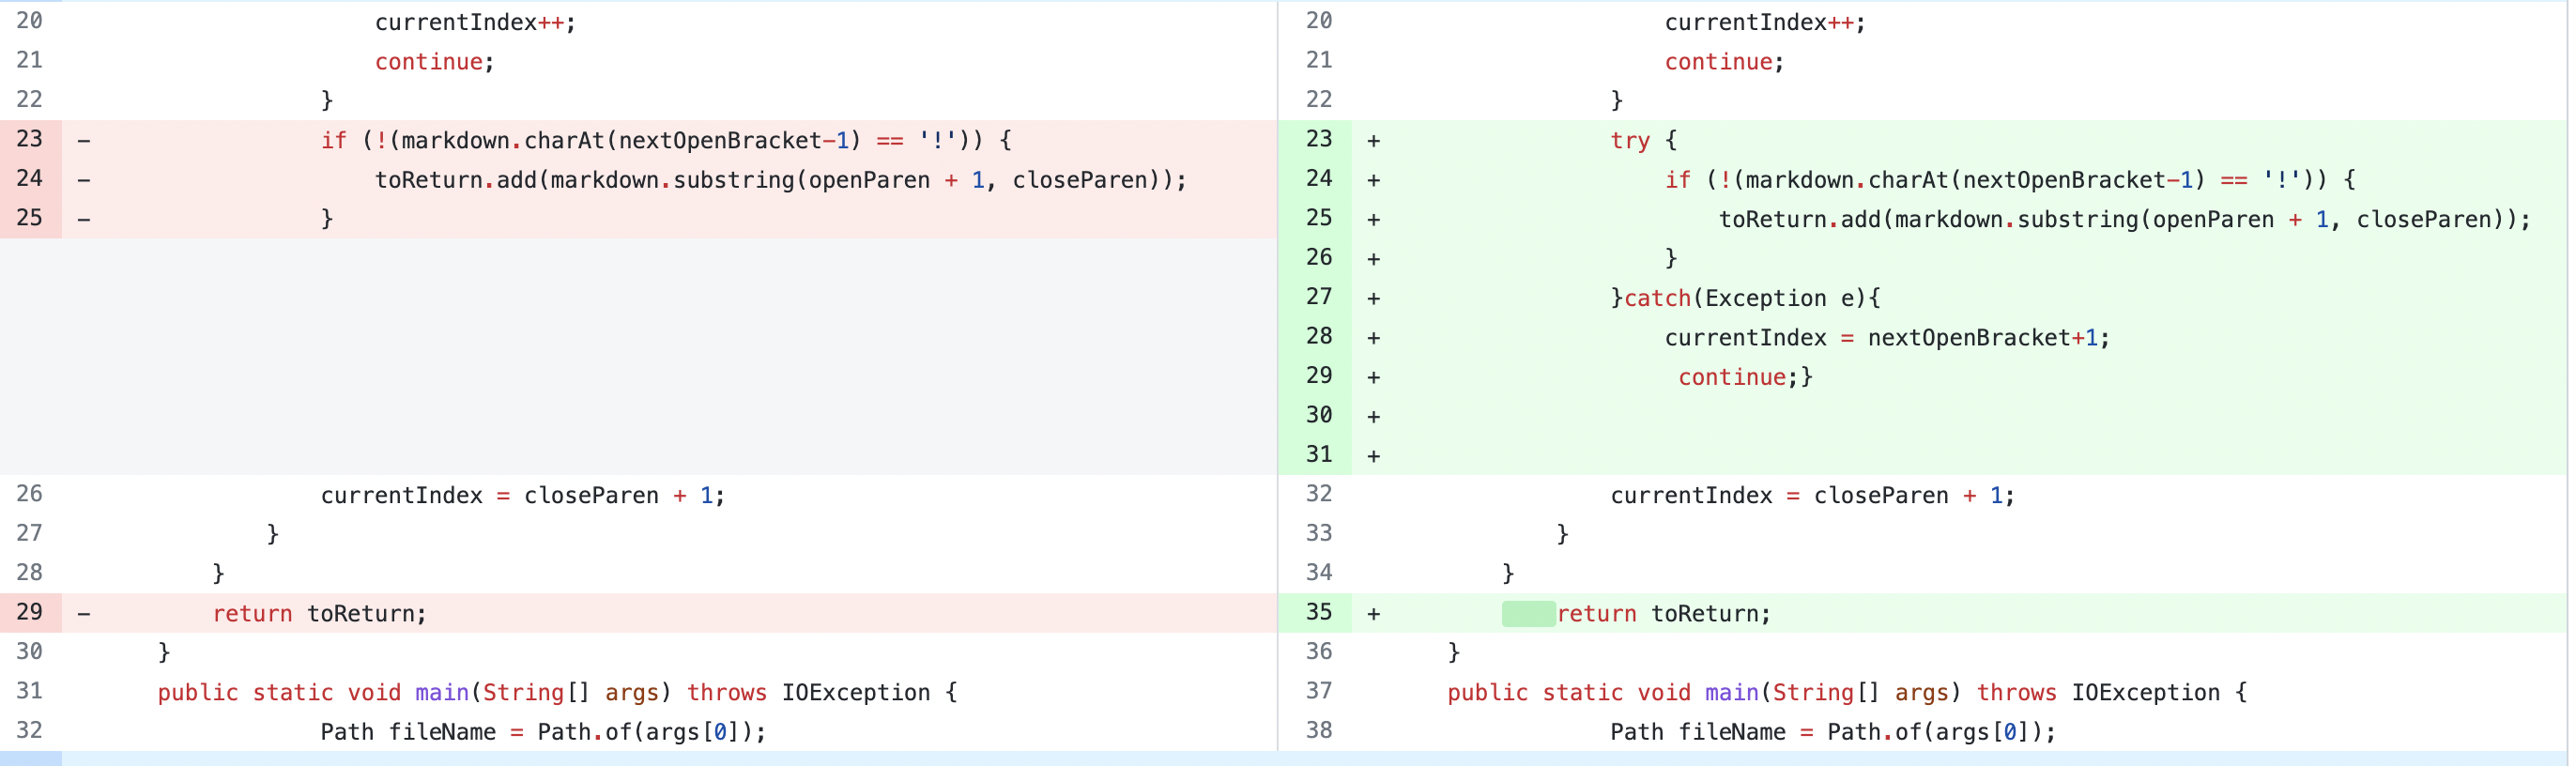 20 currentIndex++;
21 continue;
22 }
23 - if (!(markdown.charAt(nextOpenBracket-1) == '!')) {
24 - toReturn.add(markdown.substring(openParen + 1, closeParen));
25 - }
26 currentIndex = closeParen + 1;
27 }
28 }
29 - return toReturn;
30 }
31 public static void main(String[] args) throws IOException {
32 Path fileName = Path.of(args[0]);
20 currentIndex++;
21 continue;
22 }
23 + try {
24 + if (!(markdown.charAt(nextOpenBracket-1) == '!')) {
25 + toReturn.add(markdown.substring(openParen + 1, closeParen));
26 + }
27 + }catch(Exception e){
28 + currentIndex = nextOpenBracket+1;
29 + continue;}
30 +
31 +
32 currentIndex = closeParen + 1;
33 }
34 }
35 + return toReturn;
36 }
37 public static void main(String[] args) throws IOException {
38 Path fileName = Path.of(args[0]);